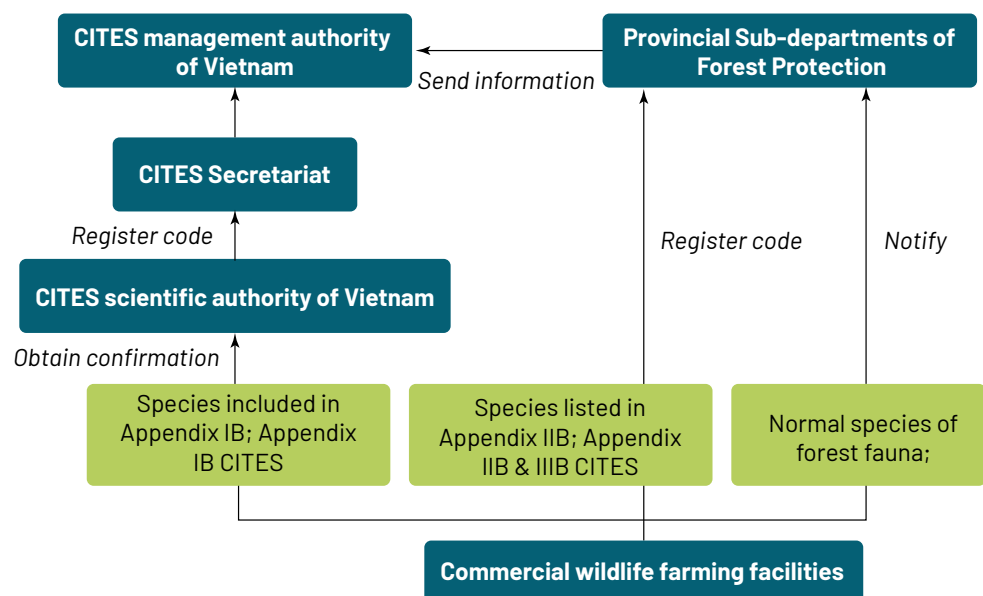 CITES management authority
of Vietnam
Provincial Sub-departments of
Forest Protection
Send information
CITES Secretariat
Register code
Register code
Notify
CITES scientific authority of Vietnam
Obtain confirmation
Species included in
Appendix IB; Appendix
IB CITES
Species listed in
Appendix IIB; Appendix
IIB & IIIB CITES
Normal species of
forest fauna;
Commercial wildlife farming facilities